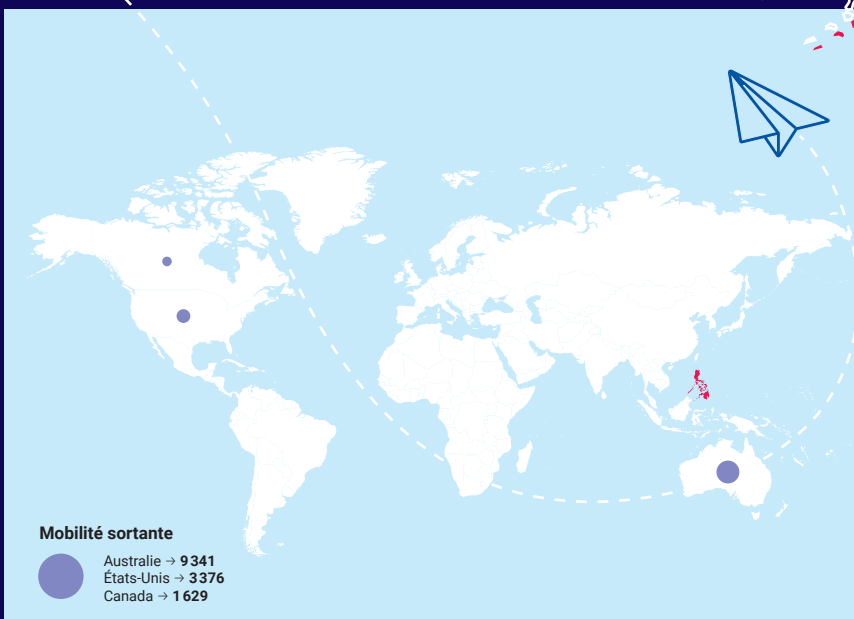 Mobilité sortante
Australie → 9 341
États-Unis → 3 376
Canada → 1 629